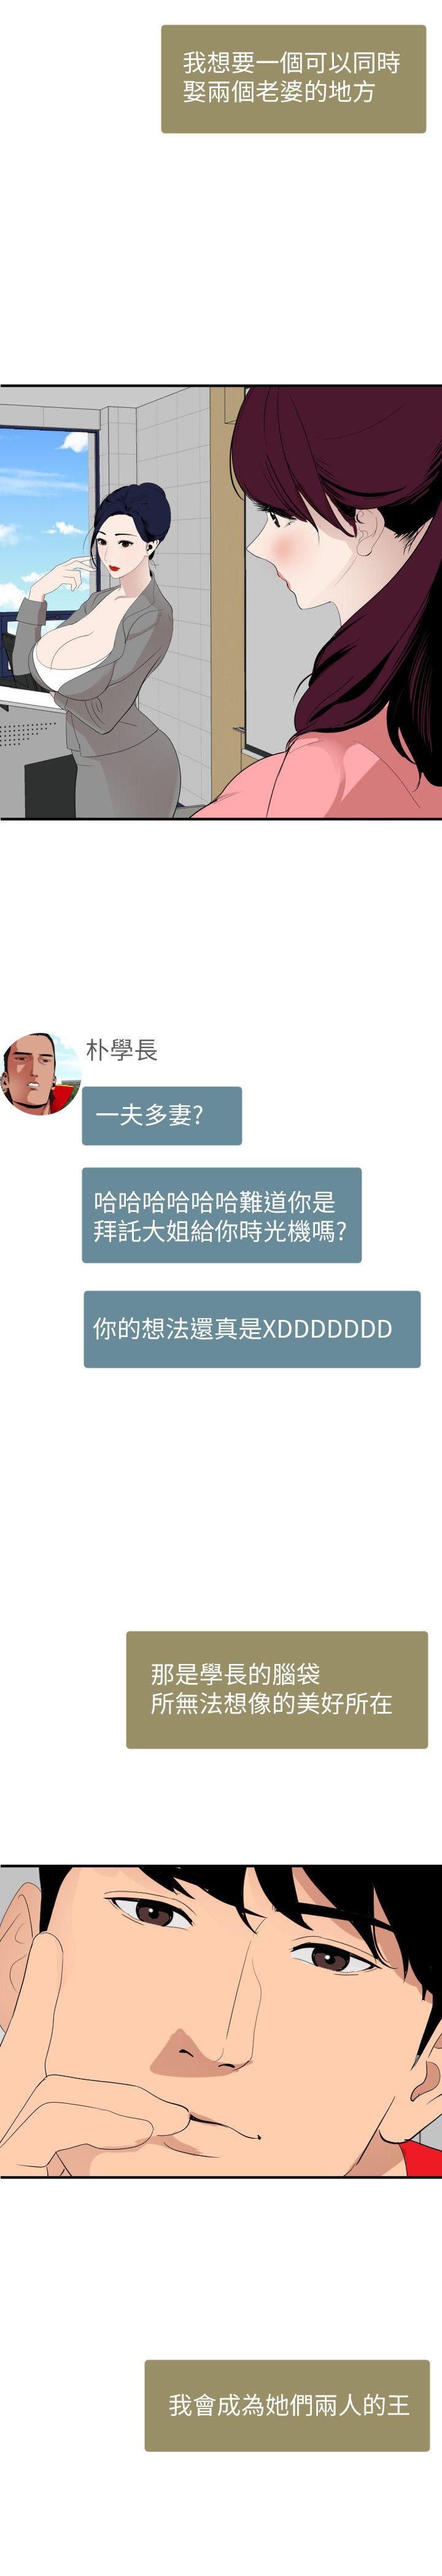 我想要一個可以同時
娶兩個老婆的地方
朴學長
一夫多妻?
哈哈哈哈哈哈難道你是
拜託大姐給你時光機嗎?
你的想法還真是XDDDDDDD
那是學長的腦袋
所無法想像的美好所在
我會成為她們兩人的王